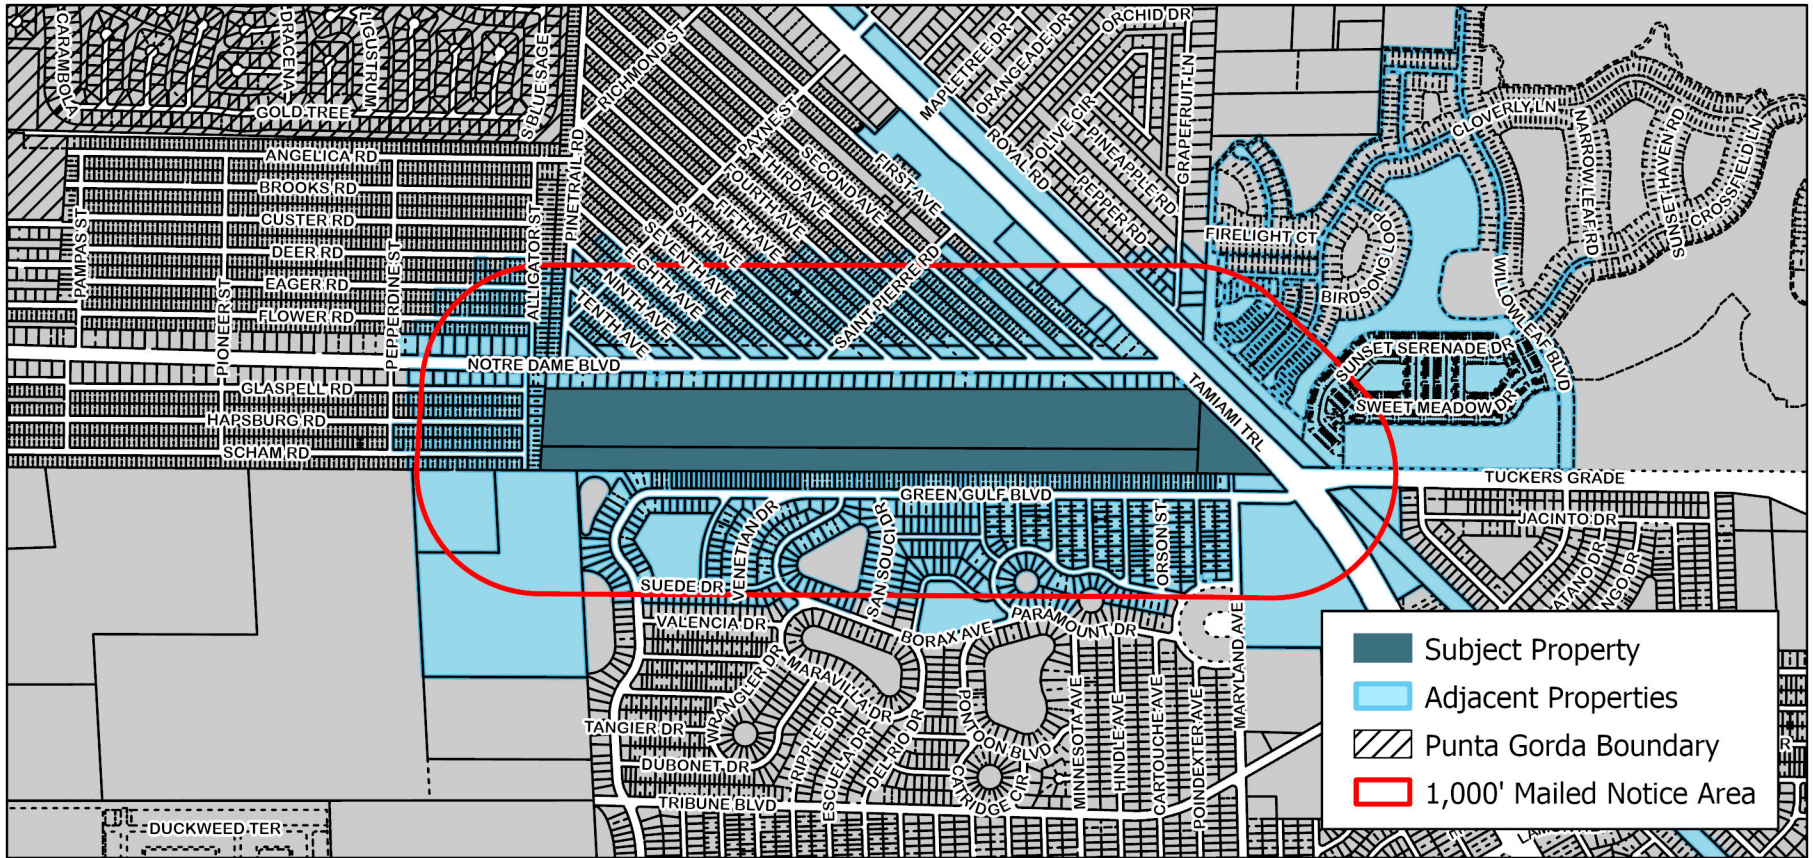 CARAMBOLA
DRACENA
LIGUSTRUM
S BLUE SAGE
GOLD TREE
ANGELICA RD
BROOKS RD
CUSTER RD
DEER RD
EAGER RD
FLOWER RD
PAMPAS ST
PIONEER ST
PEPPERDINE ST
ALLIGATOR ST
PINETRAIL RD
RICHMOND ST
ST PAYNE ST
FIRST AVE
SECOND AVE
THIRD AVE
FOURTH AVE
FIFTH AVE
SIXTH AVE
SEVENTH AVE
EIGHTH AVE
NINTH AVE
TENTH AVE
SAINT PIERRE RD
NOTRE DAME BLVD
GLASPELL RD
HAPSBURG RD
SCHAM RD
MAPLETREE DR
ORANGEADE DR
ORCHID DR
ROYAL RD
OLIVE CIR
PINEAPPLE RD
PEPPER RD
GRAPEFRUIT LN
FIRELIGHT CT
BIRDSONG LOOP
CLOVERLY LN
NARROWLEAF RD
SUNSETHAVEN RD
CROSSFIELD LN
WILLOWLEAF BLVD
SUNSET SERENADE DR
SWEET MEADOW DR
TAMIAMI TRL
TUCKERS GRADE
JACINTO DR
ATANO DR
NGO DR
GREEN GULF BLVD
VENETIAN DR
SAN SOUCI DR
ORSON ST
SUEDE DR
VALENCIA DR
BORAX AVE
PARAMOUNT DR
MARYLAND AVE
WRANGLER DR
MARAVILLA DR
TANGIER DR
DUBONET DR
RIPPLE DR
ESCUELA DR
DEL RIO DR
PONTOON BLVD
CARTRIDGE CIR
MINNESOTA AVE
HINDLE AVE
CARTOUCHE AVE
POINDEXTER AVE
TRIBUNE BLVD
DUCKWEED TER
Subject Property
Adjacent Properties
Punta Gorda Boundary
1,000' Mailed Notice Area